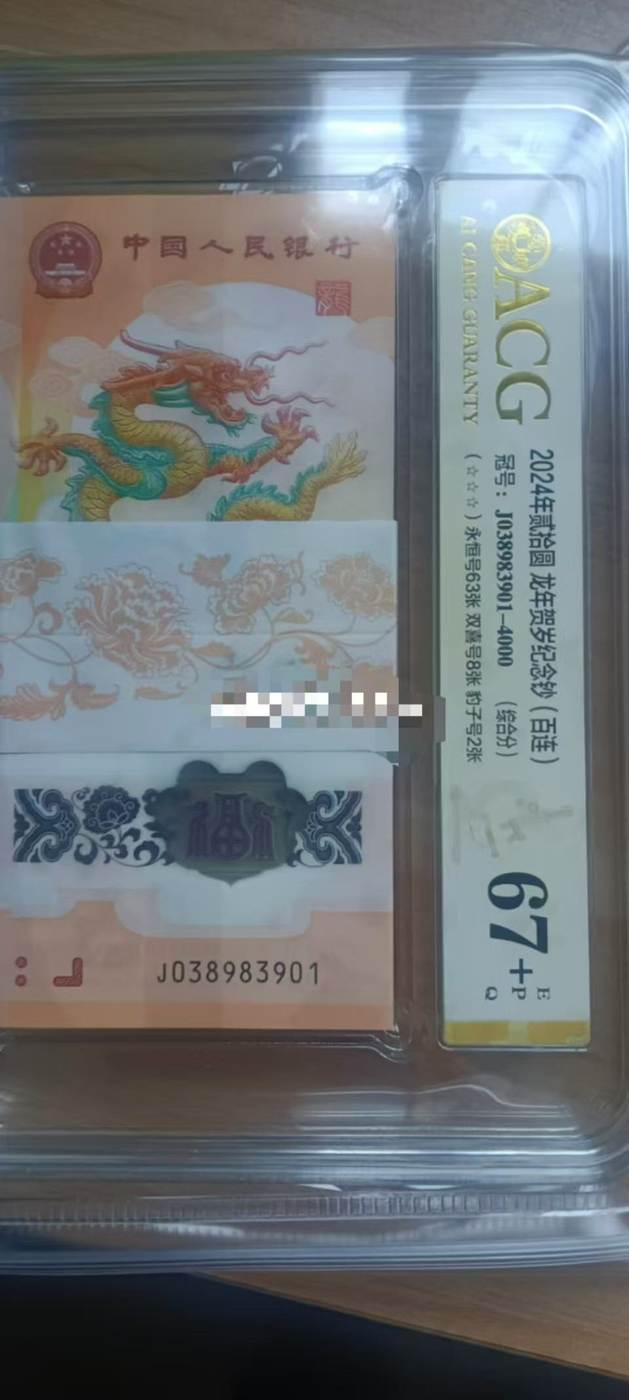 中国人民银行
龍
福
J038983901
ACG
AI GANG GUARANTY
2024年贰拾圆 龙年贺岁纪念钞（百连）
冠号：J038983901-4000 （综合分）
（☆☆☆）永恒号63张 双喜号8张 豹子号2张
67+
E
P
Q